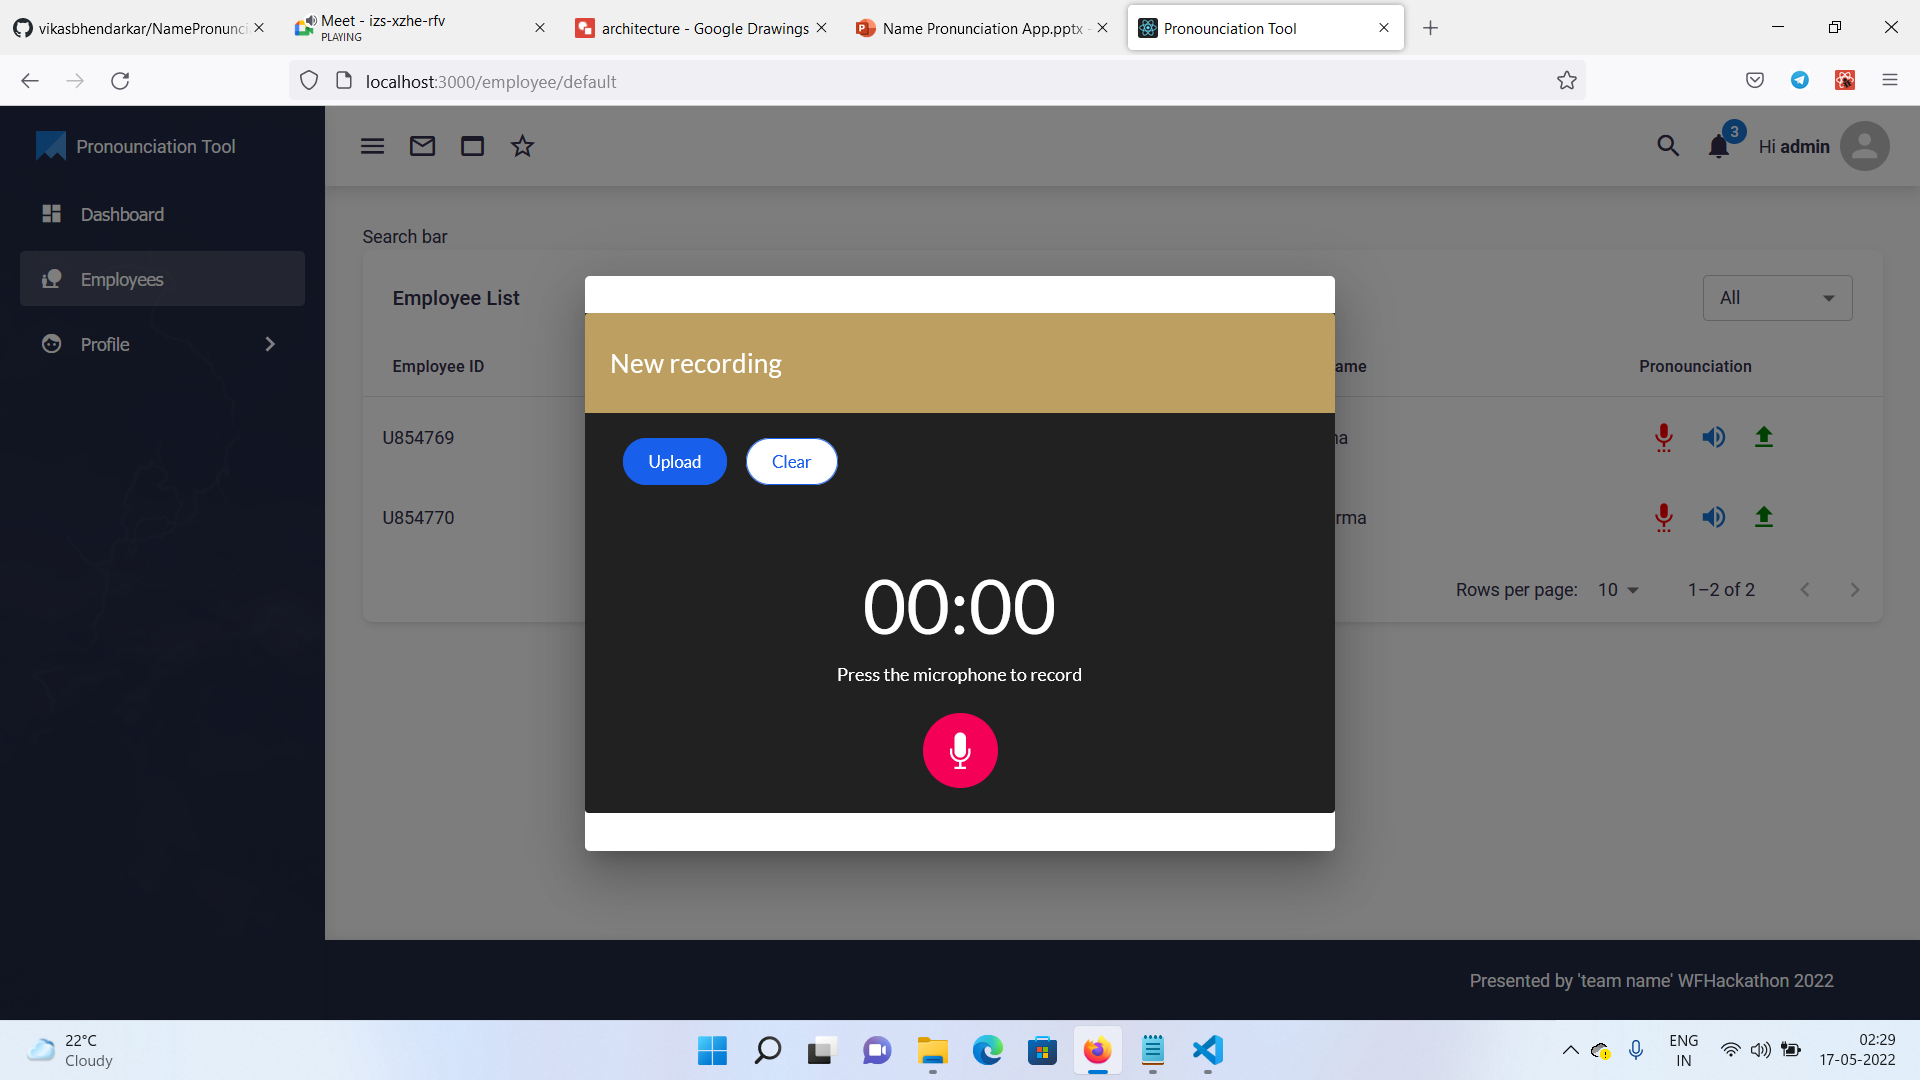 vikasbhendarkar/NamePronunci
Meet - izs-xzhe-rfv
PLAYING
architecture - Google Drawings
Name Pronunciation App.pptx -
Pronunciation Tool
localhost:3000/employee/default
Pronounciation Tool
3
Hi admin
Dashboard
Employees
Profile
Search bar
Employee List
All
Employee ID
ame
Pronounciation
U854769
na
U854770
rma
Rows per page: 10 1–2 of 2
New recording
Upload Clear
00:00
Press the microphone to record
Presented by 'team name' WFHackathon 2022
22°C
Cloudy
ENG
IN
02:29
17-05-2022